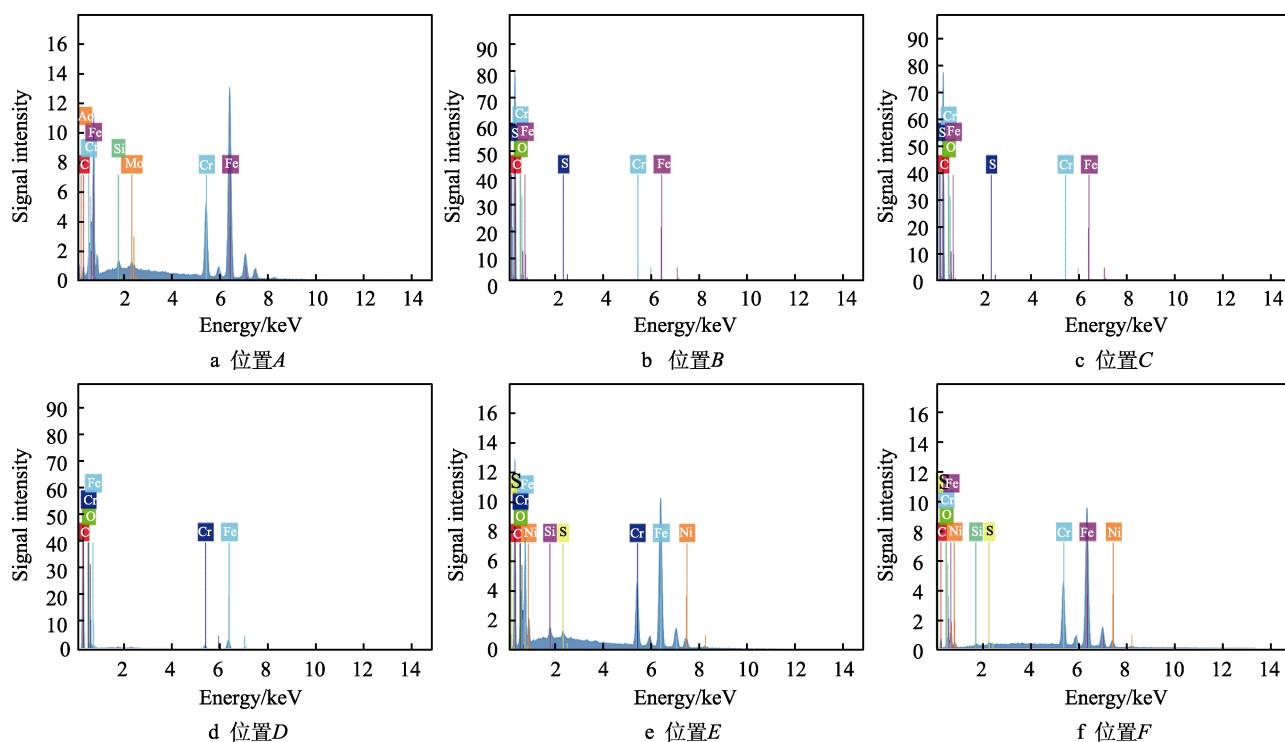 Signal intensity
16
14
12
10
8
6
4
2
0
Ao
Fe
Si
C
Mo
Cr
Fe
2 4 6 8 10 12 14
Energy/keV
a 位置A
Signal intensity
90
80
70
60
50
40
30
20
10
0
Cr
S Fe
O
C S Cr Fe
0 2 4 6 8 10 12 14
Energy/keV
b 位置B
Signal intensity
90
80
70
60
50
40
30
20
10
0
Cr
S Fe
O
C S Cr Fe
2 4 6 8 10 12 14
Energy/keV
c 位置C
Signal intensity
90
80
70
60
50
40
30
20
10
0
Fe
Cr
O
C Cr Fe
2 4 6 8 10 12 14
Energy/keV
d 位置D
Signal intensity
16
14
12
10
8
6
4
2
0
S Fe
Cr
O
C Ni Si S Cr Fe Ni
2 4 6 8 10 12 14
Energy/keV
e 位置E
Signal intensity
16
14
12
10
8
6
4
2
0
S Fe
Cr
O
C Ni Si S Cr Fe Ni
2 4 6 8 10 12 14
Energy/keV
f 位置F